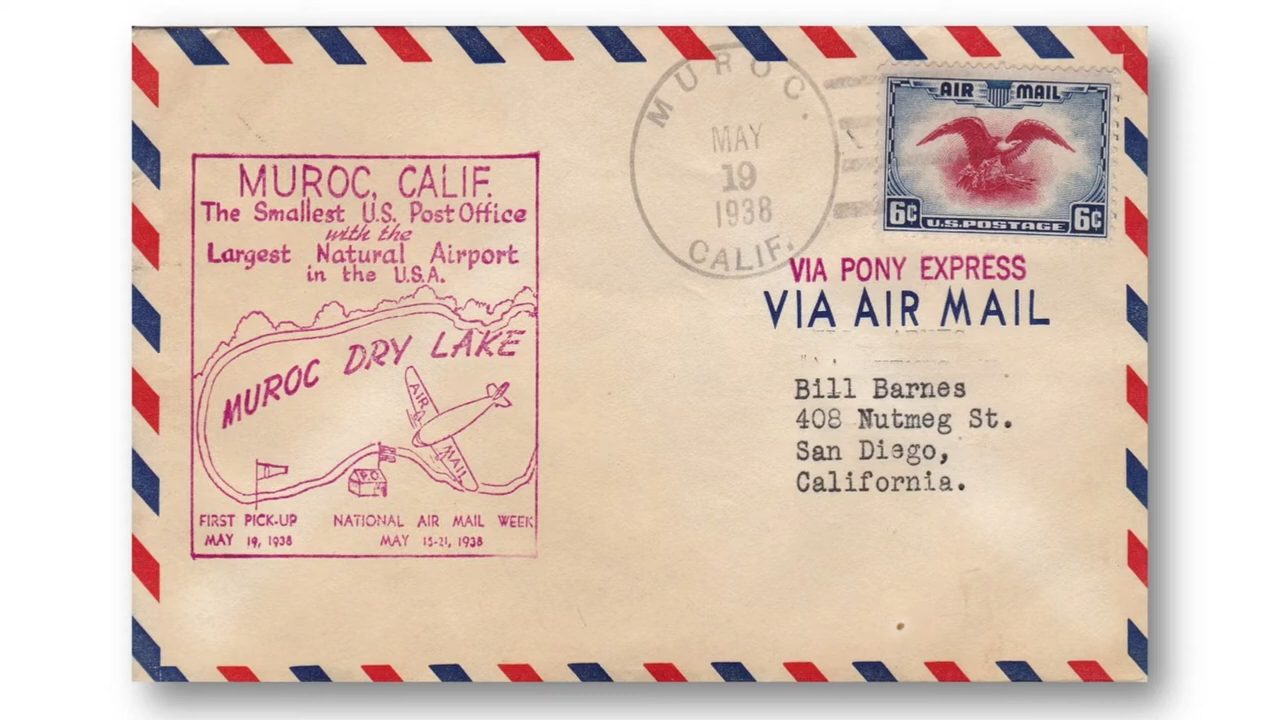 MUROC, CALIF.
The Smallest U.S. Post Office
with the
Largest Natural Airport
in the U.S.A.
MUROC DRY LAKE
AIR
MAIL
P.O.
FIRST PICK-UP
MAY 19, 1938
NATIONAL AIR MAIL WEEK
MAY 15-21, 1938
MUROC.
MAY
19
1938
CALIF.
AIR MAIL
6¢ U.S. POSTAGE 6¢
VIA PONY EXPRESS
VIA AIR MAIL
Bill Barnes
408 Nutmeg St.
San Diego,
California.